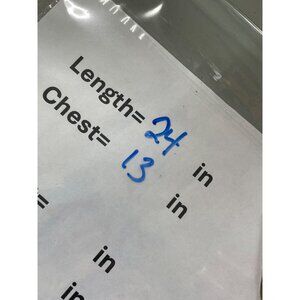 Length= 24 in
Chest= 13 in
= in
in